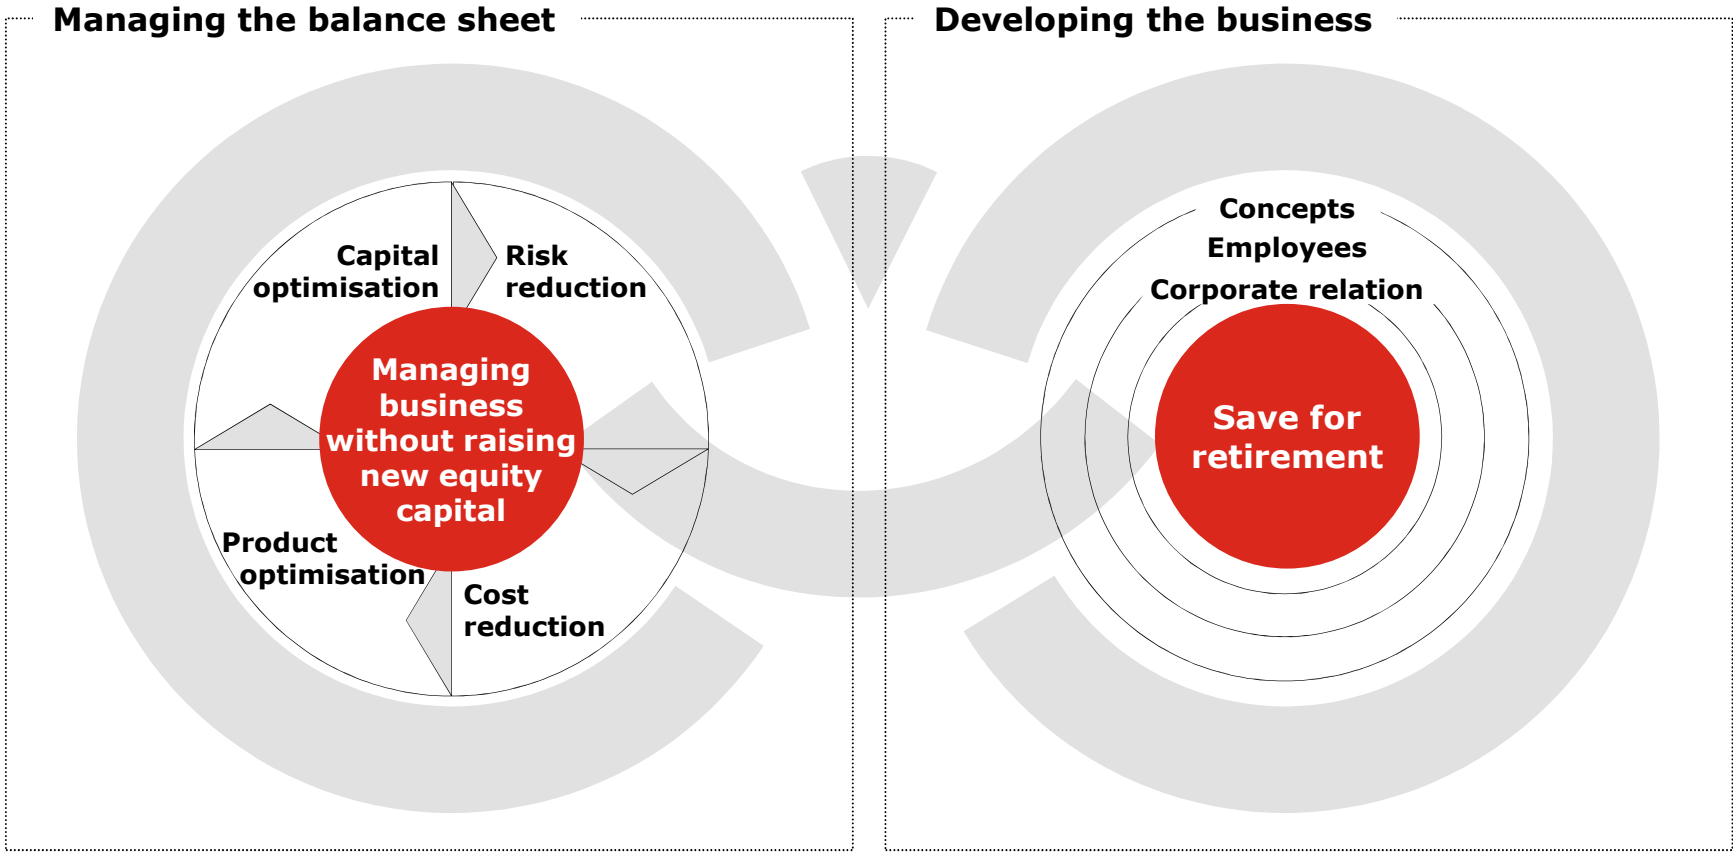 Managing the balance sheet
Capital
optimisation
Risk
reduction
Managing
business
without raising
new equity
capital
Product
optimisation
Cost
reduction
Developing the business
Concepts
Employees
Corporate relation
Save for
retirement